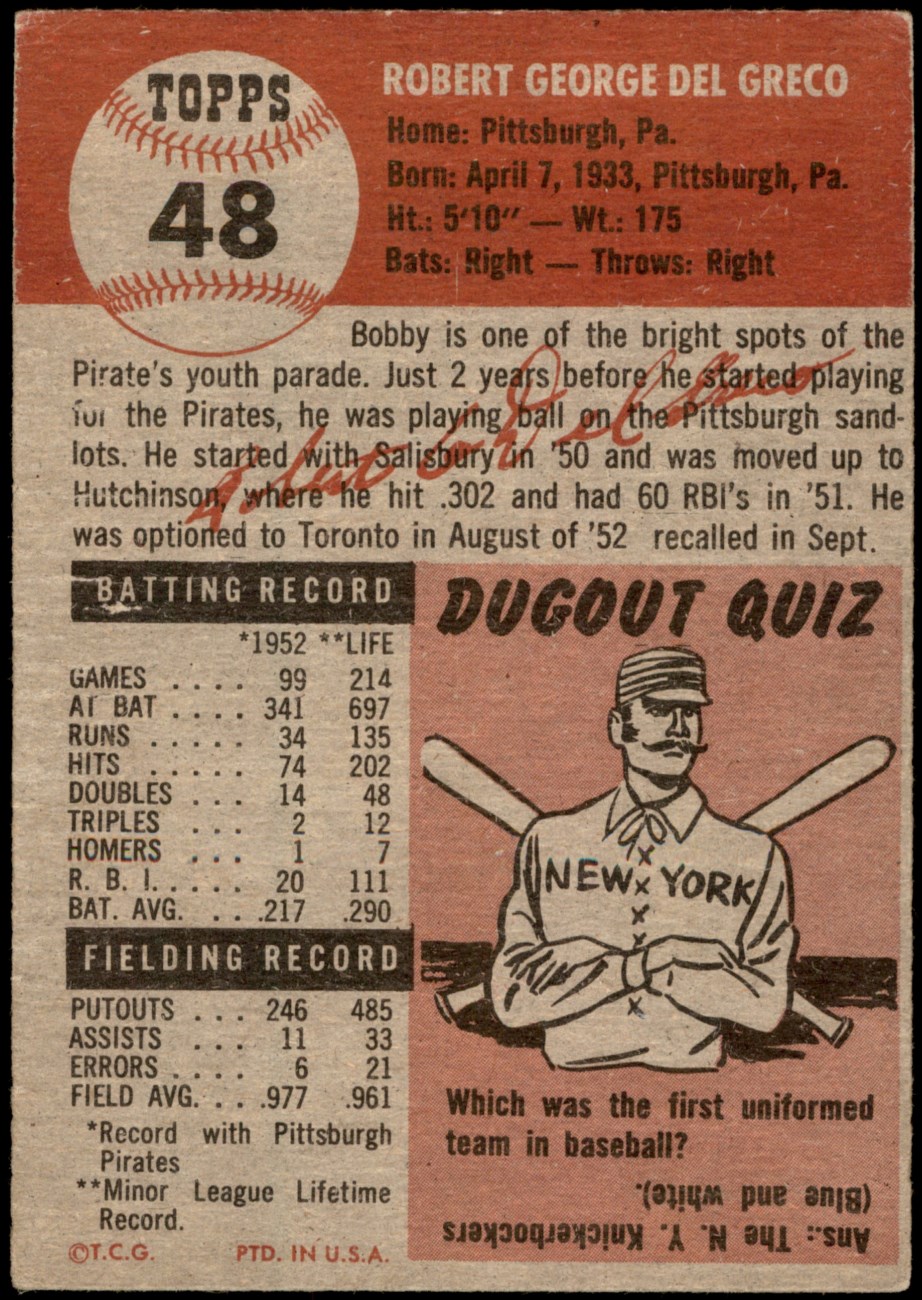 TOPPS
48
ROBERT GEORGE DEL GRECO
Home: Pittsburgh, Pa.
Born: April 7, 1933, Pittsburgh, Pa.
Ht.: 5'10" — Wt.: 175
Bats: Right — Throws: Right
Bobby is one of the bright spots of the
Pirate's youth parade. Just 2 years before he started playing
for the Pirates, he was playing ball on the Pittsburgh sand-
lots. He started with Salisbury in '50 and was moved up to
Hutchinson, where he hit .302 and had 60 RBI's in '51. He
was optioned to Toronto in August of '52 recalled in Sept.
BATTING RECORD
*1952 **LIFE
GAMES .... 99 214
AT BAT .... 341 697
RUNS ..... 34 135
HITS ..... 74 202
DOUBLES ... 14 48
TRIPLES ... 2 12
HOMERS ... 1 7
R. B. I. .... 20 111
BAT. AVG. ... .217 .290
FIELDING RECORD
PUTOUTS ... 246 485
ASSISTS ... 11 33
ERRORS .... 6 21
FIELD AVG. ... .977 .961
*Record with Pittsburgh
Pirates
**Minor League Lifetime
Record.
©T.C.G. PTD. IN U.S.A.
DUGOUT QUIZ
NEW YORK
Which was the first uniformed
team in baseball?
Ans.: The N. Y. Knickerbockers
(Blue and white).